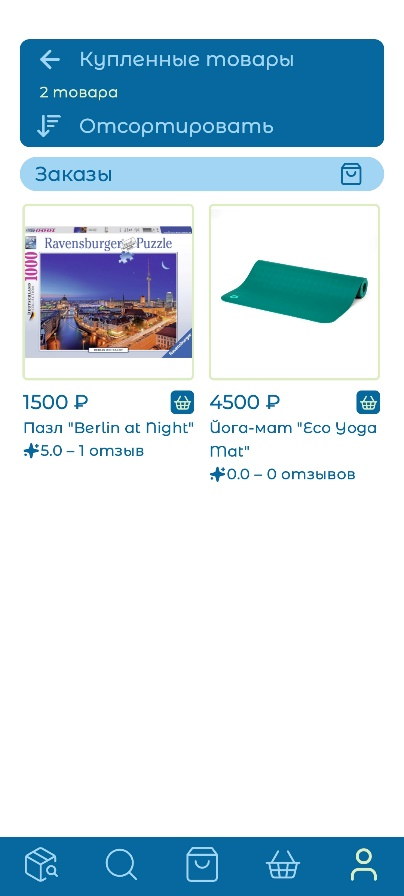 Купленные товары
2 товара
Отсортировать
Заказы
Ravensburger Puzzle
1000
1500 ₽
4500 ₽
Пазл "Berlin at Night"
Йога-мат "Eco Yoga
Mat"
5.0 – 1 отзыв
0.0 – 0 отзывов